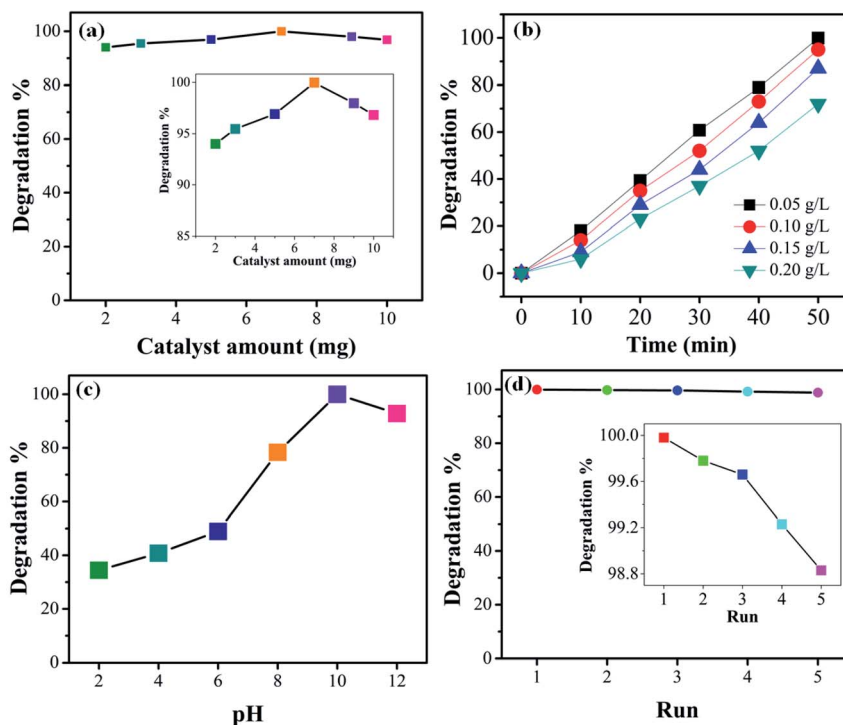 (a)
Degradation %
100
80
60
40
20
0
2 4 6 8 10
Catalyst amount (mg)
Degradation %
100
95
90
85
2 4 6 8 10
Catalyst amount (mg)
(b)
Degradation %
100
80
60
40
20
0
0.05 g/L
0.10 g/L
0.15 g/L
0.20 g/L
0 10 20 30 40 50
Time (min)
(c)
Degradation %
100
80
60
40
20
0
2 4 6 8 10 12
pH
(d)
Degradation %
100
80
60
40
20
0
1 2 3 4 5
Run
Degradation %
100.0
99.6
99.2
98.8
1 2 3 4 5
Run